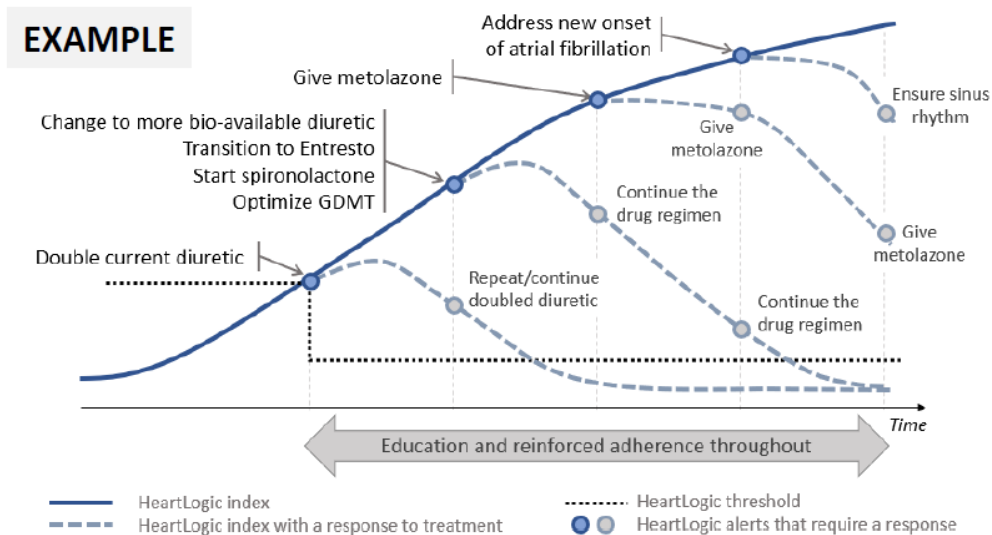 EXAMPLE
Address new onset
of atrial fibrillation
Give metolazone
Ensure sinus
rhythm
Change to more bio-available diuretic
Transition to Entresto
Start spironolactone
Optimize GDMT
Give
metolazone
Continue the
drug regimen
Give
metolazone
Double current diuretic
Repeat/continue
doubled diuretic
Continue the
drug regimen
Time
Education and reinforced adherence throughout
HeartLogic index
HeartLogic threshold
HeartLogic index with a response to treatment
HeartLogic alerts that require a response